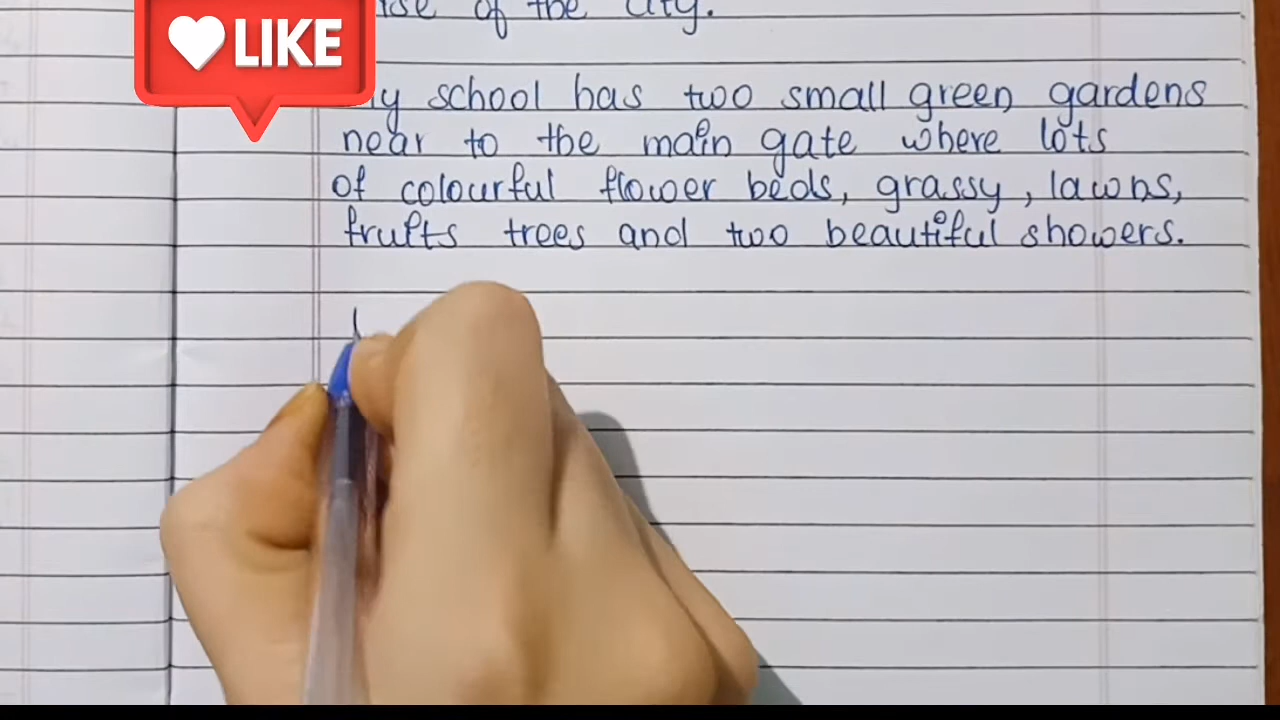 of the city.
LIKE
school has two small green gardens
near to the main gate where lots
of colourful flower beds, grassy, lawns,
fruits trees and two beautiful showers.